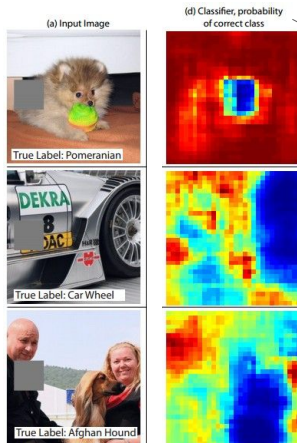 (a) Input Image
(d) Classifier, probability
of correct class
True Label: Pomeranian
DEKRA
8
DAC
True Label: Car Wheel
True Label: Afghan Hound